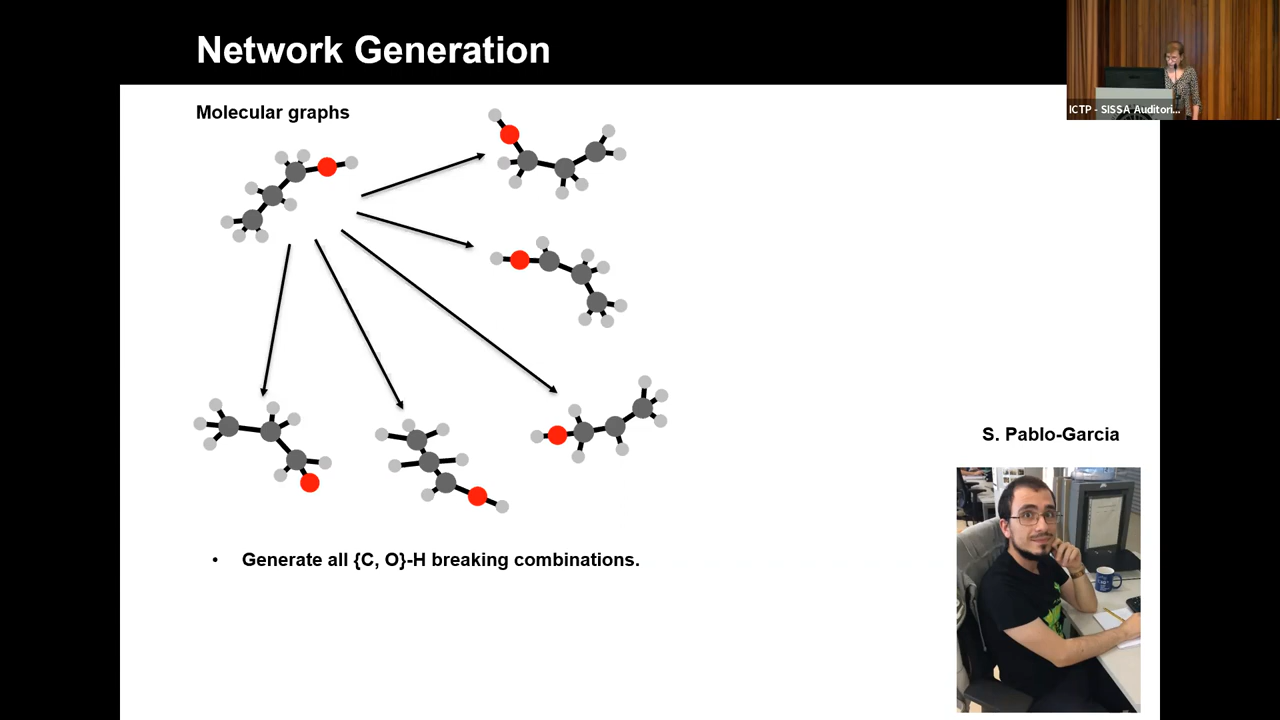 Network Generation
ICTP - SISSA Auditori...
Molecular graphs
S. Pablo-Garcia
• Generate all {C, O}-H breaking combinations.